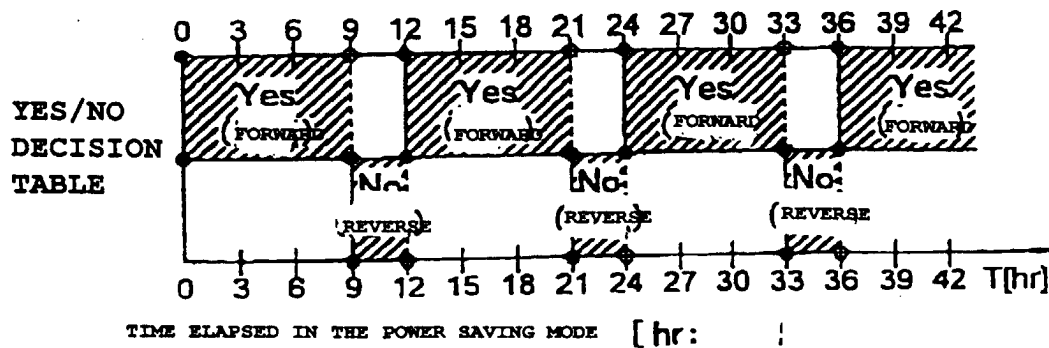 0 3 6 9 12 15 18 21 24 27 30 33 36 39 42
Yes Yes Yes Yes
(FORWARD) (FORWARD) (FORWARD) (FORWARD)
YES/NO
DECISION
TABLE
No No No
(REVERSE) (REVERSE) (REVERSE)
0 3 6 9 12 15 18 21 24 27 30 33 36 39 42 T[hr]
TIME ELAPSED IN THE POWER SAVING MODE [hr: